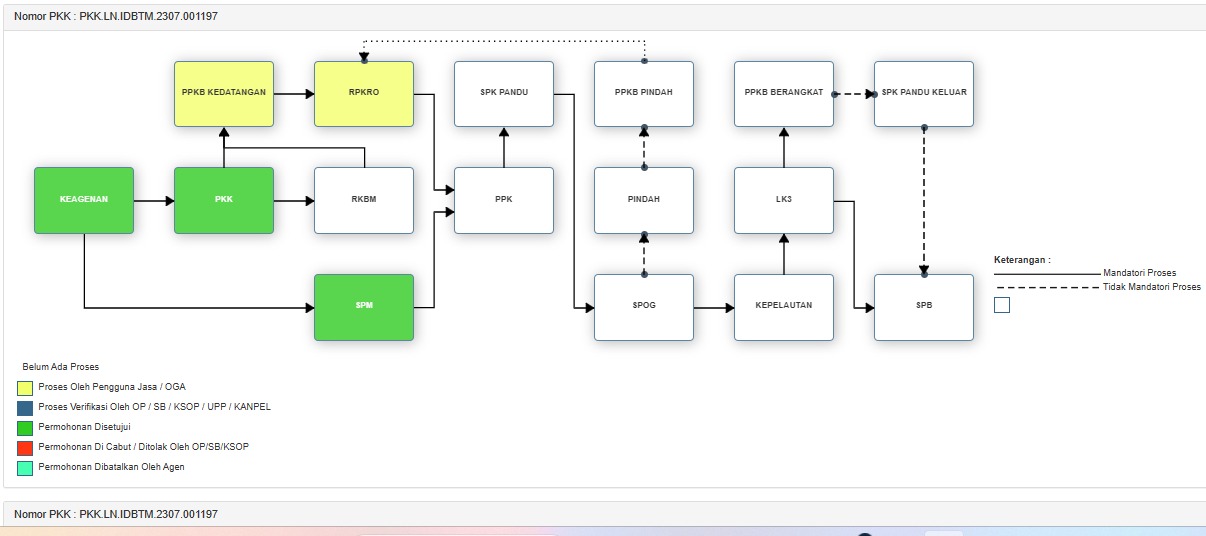 Nomor PKK : PKK.LN.IDBTM.2307.001197
PPKB KEDATANGAN
RPKRO
SPK PANDU
PPKB PINDAH
PPKB BERANGKAT
SPK PANDU KELUAR
KEAGENAN
PKK
RKBM
PPK
PINDAH
LK3
SPM
SPOG
KEPELAUTAN
SPB
Keterangan :
Mandatori Proses
Tidak Mandatori Proses
Belum Ada Proses
Proses Oleh Pengguna Jasa / OGA
Proses Verifikasi Oleh OP / SB / KSOP / UPP / KANPEL
Permohonan Disetujui
Permohonan Di Cabut / Ditolak Oleh OP/SB/KSOP
Permohonan Dibatalkan Oleh Agen
Nomor PKK : PKK.LN.IDBTM.2307.001197